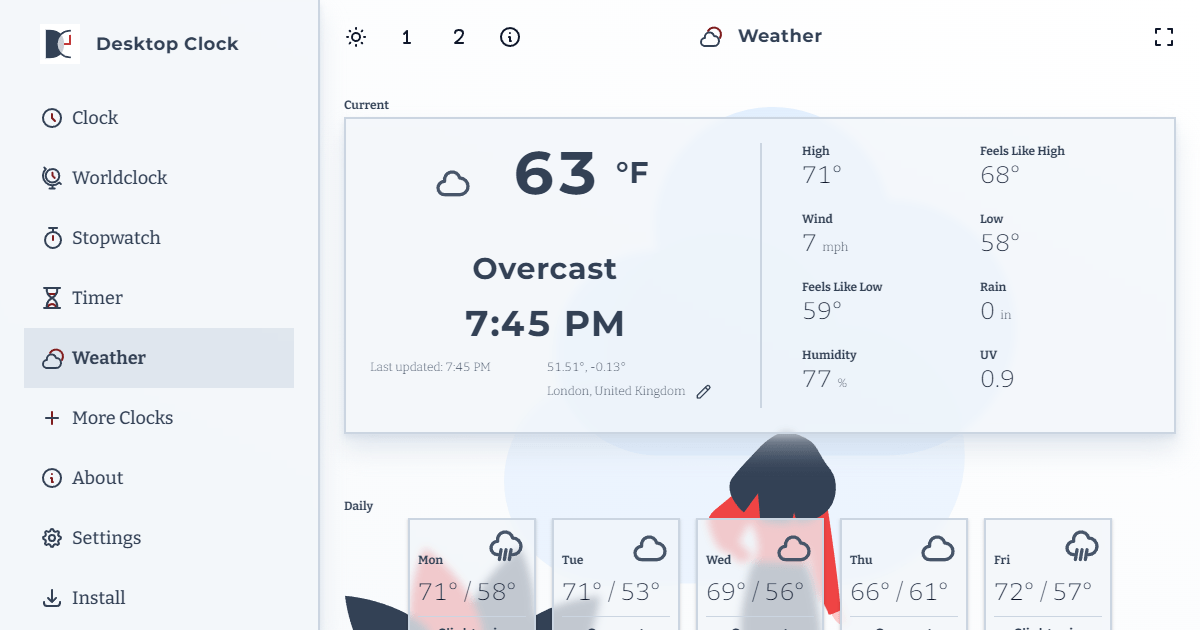 Desktop Clock
Clock
Worldclock
Stopwatch
Timer
Weather
More Clocks
About
Settings
Install
1 2
Weather
Current
63 °F
Overcast
7:45 PM
Last updated: 7:45 PM
51.51°, -0.13°
London, United Kingdom
High
71°
Feels Like High
68°
Wind
7 mph
Low
58°
Feels Like Low
59°
Rain
0 in
Humidity
77 %
UV
0.9
Daily
Mon
71° / 58°
Tue
71° / 53°
Wed
69° / 56°
Thu
66° / 61°
Fri
72° / 57°